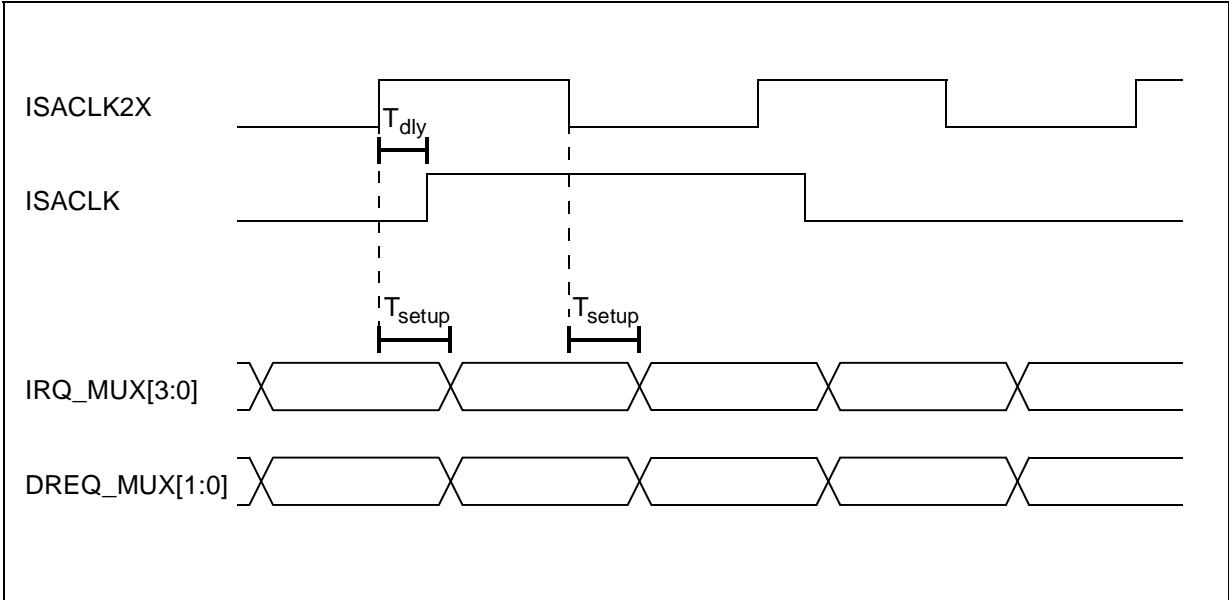 ISACLK2X
Tdly
ISACLK
Tsetup
Tsetup
IRQ_MUX[3:0]
DREQ_MUX[1:0]